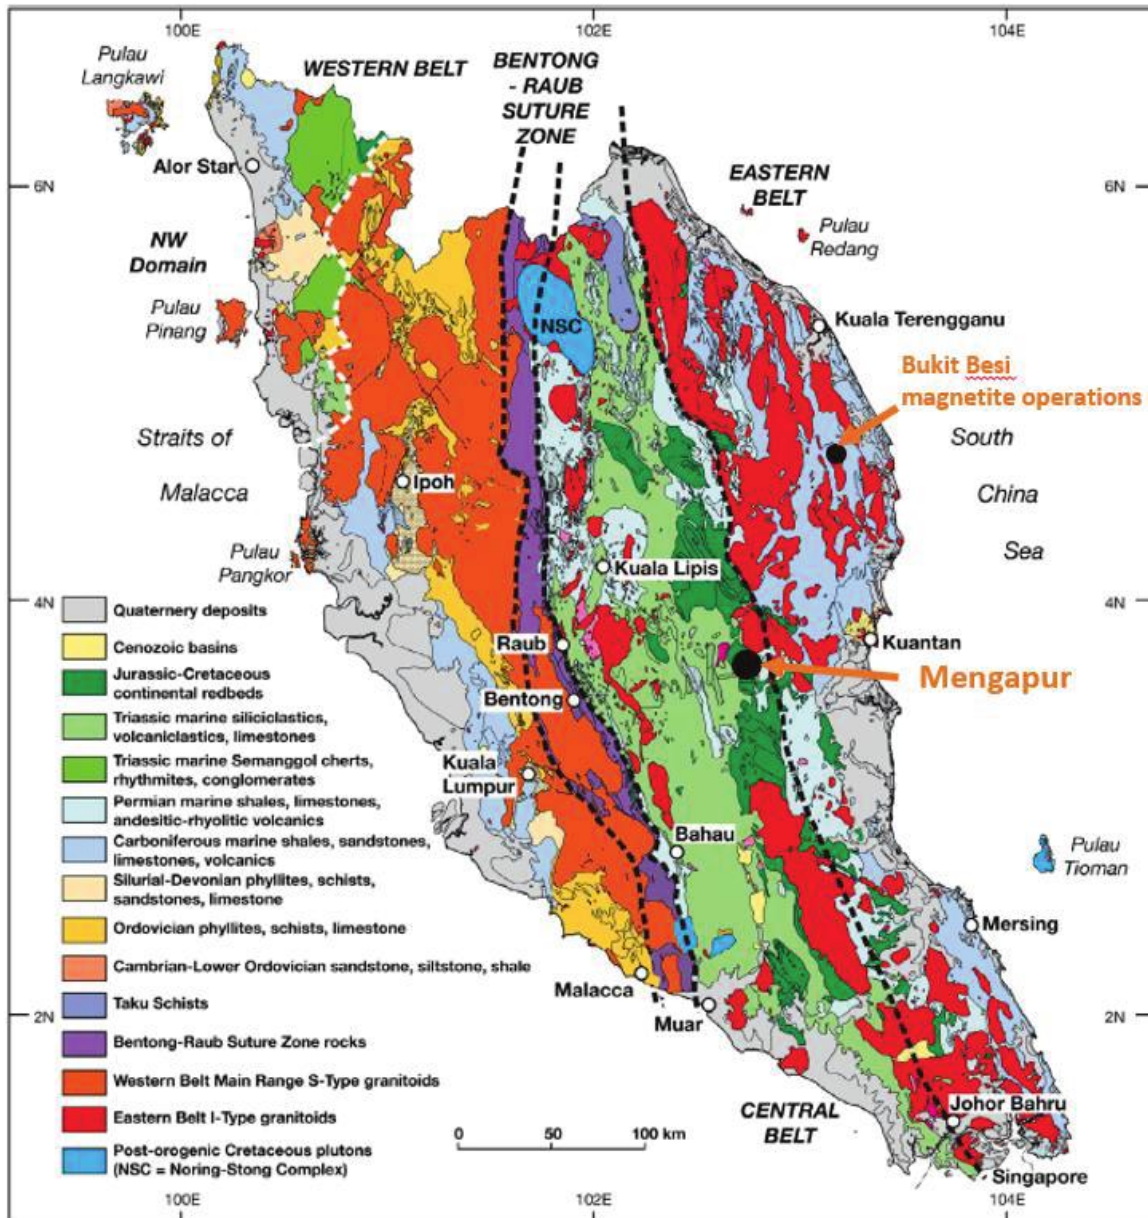 100E
102E
104E
Pulau
Langkawi
WESTERN BELT
BENTONG
- RAUB
SUTURE
ZONE
Alor Star
6N
6N
EASTERN
BELT
Pulau
Redang
NW
Domain
Pulau
Pinang
NSC
Kuala Terengganu
Bukit Besi
magnetite operations
Straits of
Malacca
South
China
Sea
Ipoh
Pulau
Pangkor
Kuala Lipis
4N
4N
Raub
Kuantan
Mengapur
Bentong
Kuala
Lumpur
Bahau
Pulau
Tioman
Mersing
Malacca
Muar
2N
2N
Quaternery deposits
Cenozoic basins
Jurassic-Cretaceous
continental redbeds
Triassic marine siliciclastics,
volcaniclastics, limestones
Triassic marine Semanggol cherts,
rhythmites, conglomerates
Permian marine shales, limestones,
andesitic-rhyolitic volcanics
Carboniferous marine shales, sandstones,
limestones, volcanics
Silurial-Devonian phyllites, schists,
sandstones, limestone
Ordovician phyllites, schists, limestone
Cambrian-Lower Ordovician sandstone, siltstone, shale
Taku Schists
Bentong-Raub Suture Zone rocks
Western Belt Main Range S-Type granitoids
Eastern Belt I-Type granitoids
Post-orogenic Cretaceous plutons
(NSC = Noring-Stong Complex)
0 50 100 km
CENTRAL
BELT
Johor Bahru
Singapore
100E
102E
104E